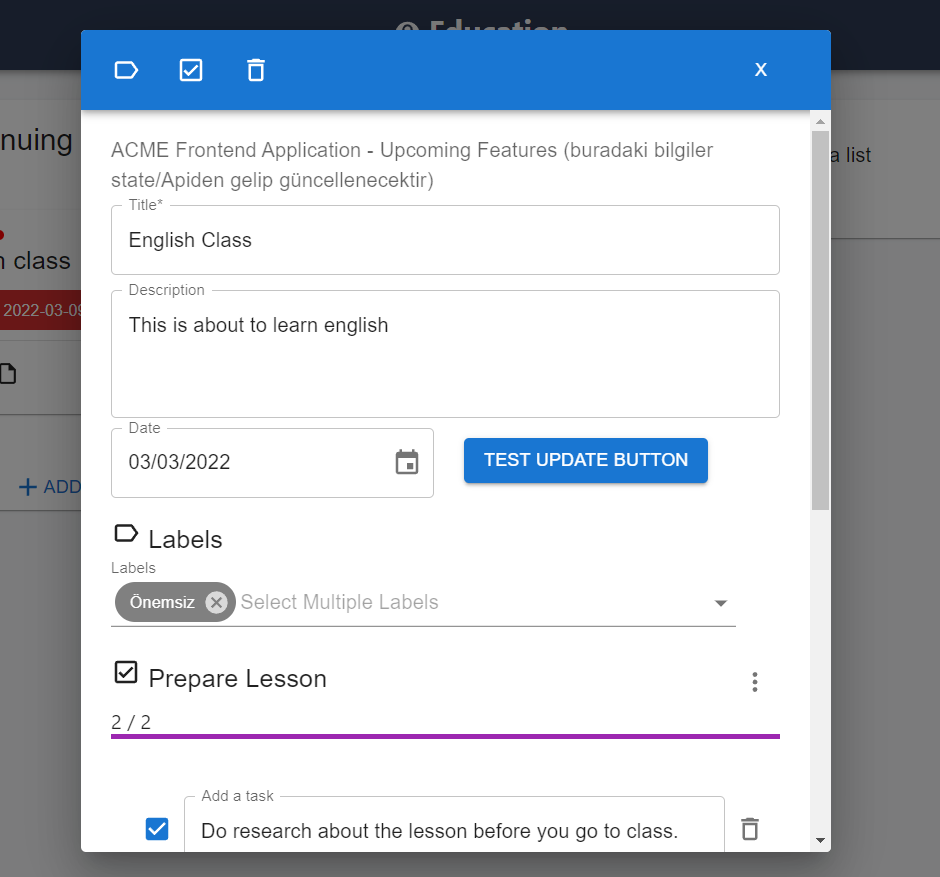 Education
X
nuing
ACME Frontend Application - Upcoming Features (buradaki bilgiler
state/Apiden gelip güncellenecektir)
a list
Title*
English Class
class
2022-03-09
Description
This is about to learn english
Date
03/03/2022
TEST UPDATE BUTTON
+ ADD
Labels
Labels
Önemsiz
Select Multiple Labels
Prepare Lesson
2 / 2
Add a task
Do research about the lesson before you go to class.